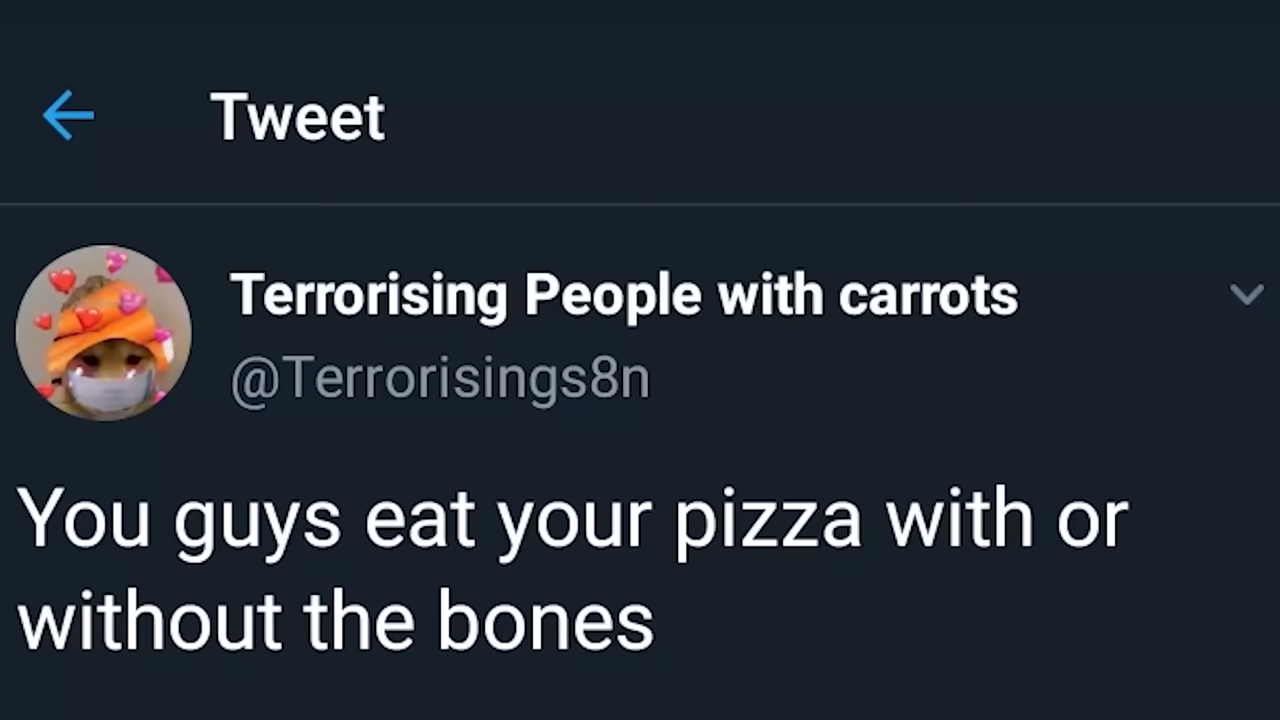 Tweet
Terrorising People with carrots
@Terrorisings8n
You guys eat your pizza with or
without the bones